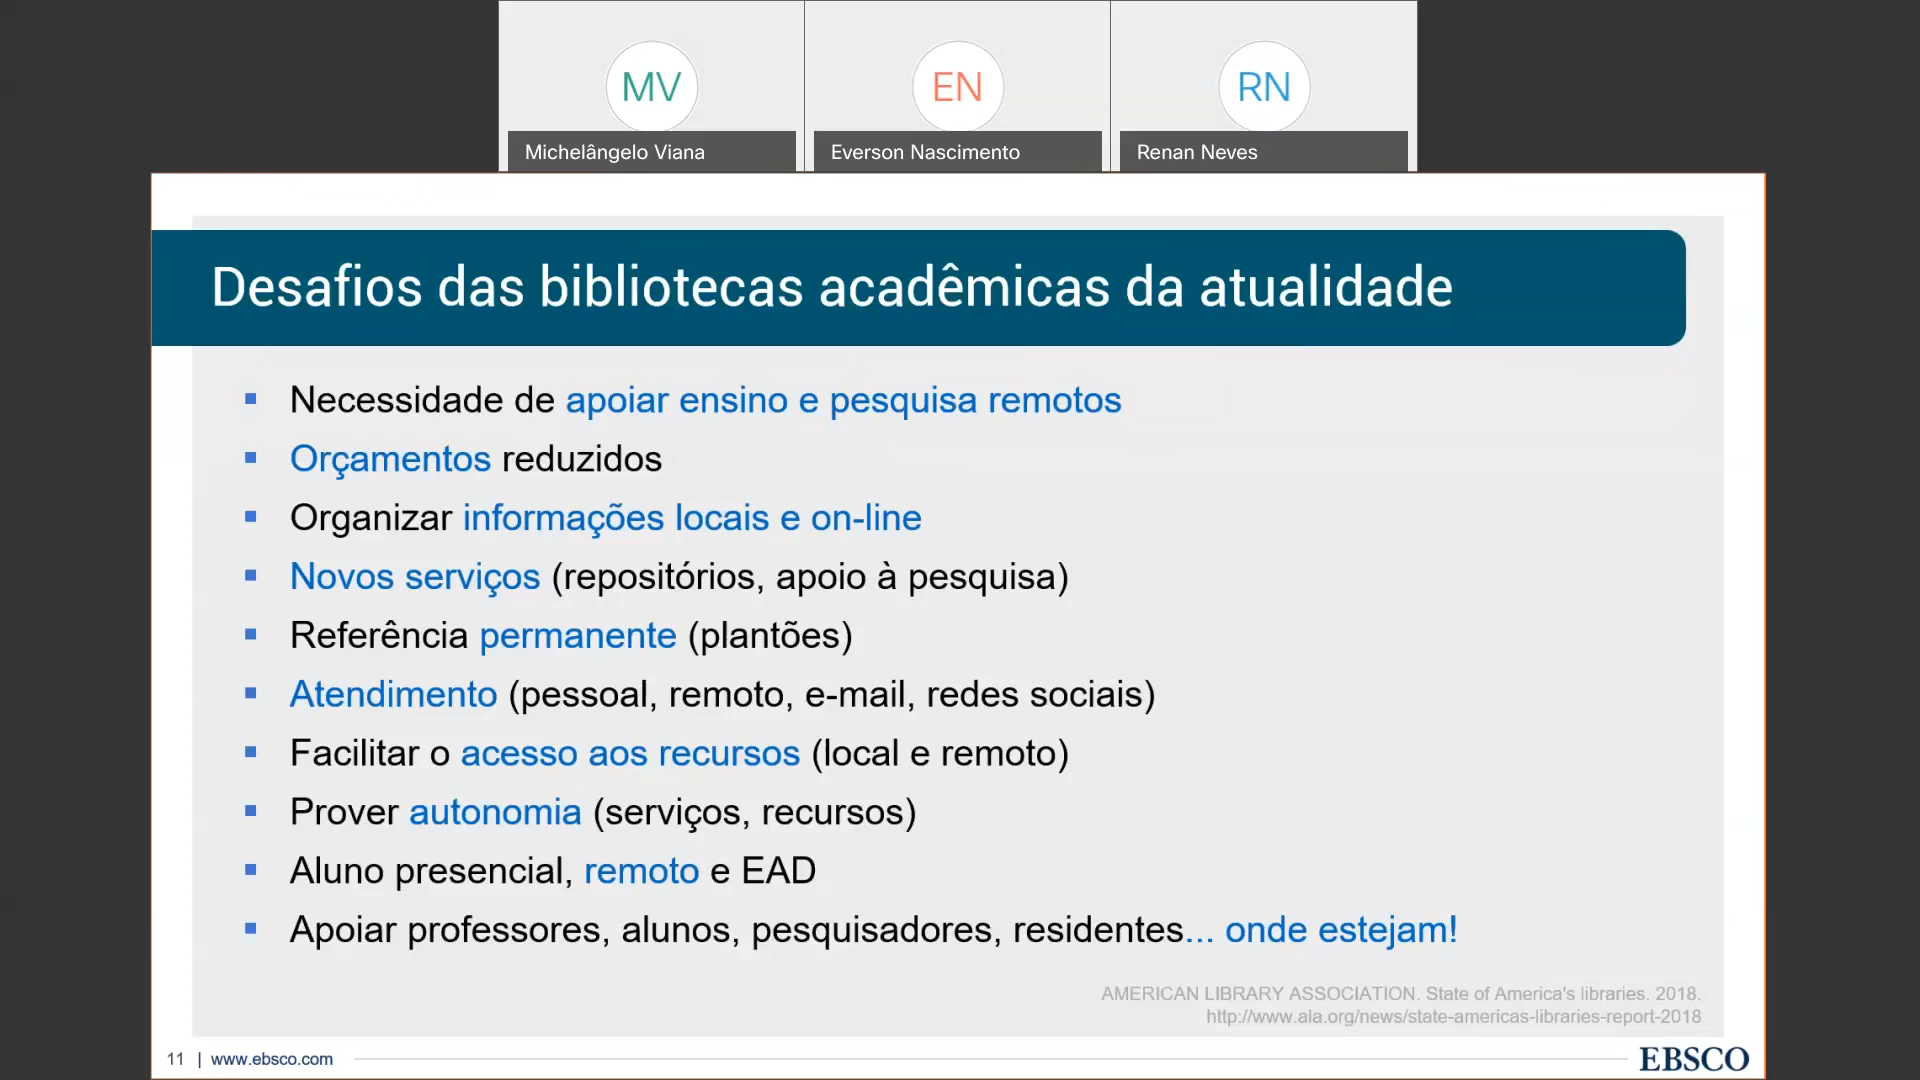 MV
EN
RN
Michelângelo Viana
Everson Nascimento
Renan Neves
Desafios das bibliotecas acadêmicas da atualidade
Necessidade de apoiar ensino e pesquisa remotos
Orçamentos reduzidos
Organizar informações locais e on-line
Novos serviços (repositórios, apoio à pesquisa)
Referência permanente (plantões)
Atendimento (pessoal, remoto, e-mail, redes sociais)
Facilitar o acesso aos recursos (local e remoto)
Prover autonomia (serviços, recursos)
Aluno presencial, remoto e EAD
Apoiar professores, alunos, pesquisadores, residentes... onde estejam!
AMERICAN LIBRARY ASSOCIATION. State of America's libraries. 2018.
http://www.ala.org/news/state-americas-libraries-report-2018
11 | www.ebsco.com
EBSCO